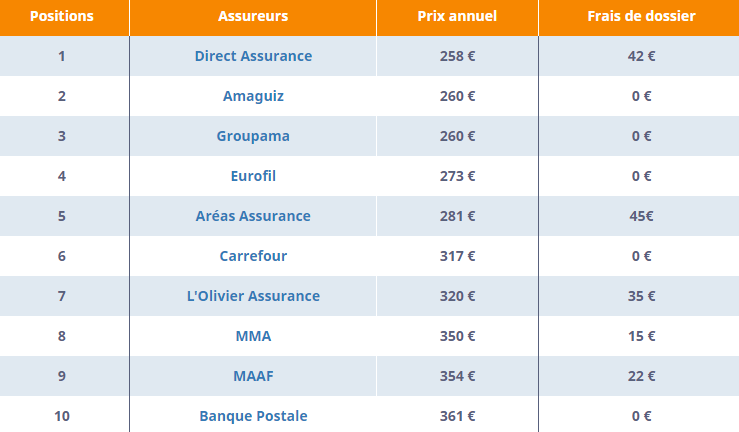 Positions Assureurs Prix annuel Frais de dossier
1 Direct Assurance 258 € 42 €
2 Amaguiz 260 € 0 €
3 Groupama 260 € 0 €
4 Eurofil 273 € 0 €
5 Aréas Assurance 281 € 45€
6 Carrefour 317 € 0 €
7 L'Olivier Assurance 320 € 35 €
8 MMA 350 € 15 €
9 MAAF 354 € 22 €
10 Banque Postale 361 € 0 €